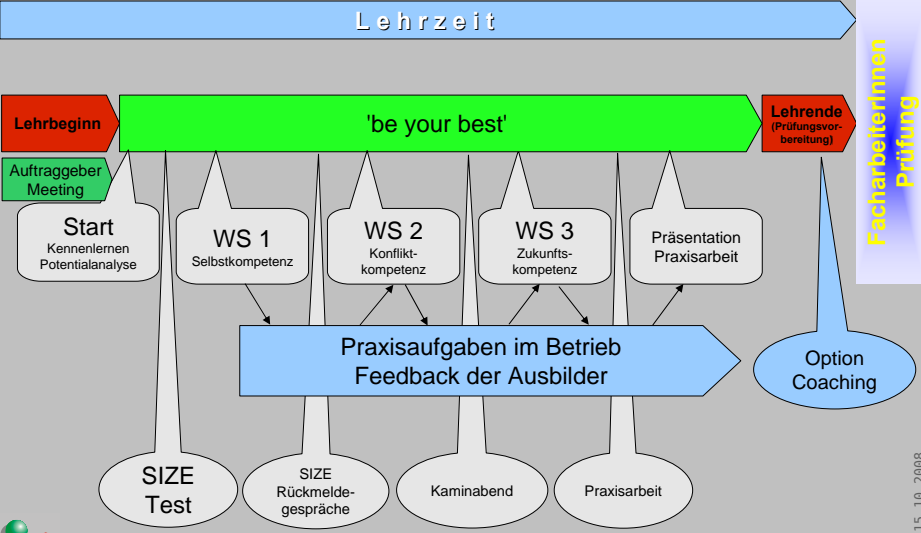 Lehrzeit
FacharbeiterInnen
Prüfung
Lehrbeginn
'be your best'
Lehrende
(Prüfungsvor-
bereitung)
Auftraggeber
Meeting
Start
Kennenlernen
Potentialanalyse
WS 1
Selbstkompetenz
WS 2
Konflikt-
kompetenz
WS 3
Zukunfts-
kompetenz
Präsentation
Praxisarbeit
Praxisaufgaben im Betrieb
Feedback der Ausbilder
Option
Coaching
SIZE
Test
SIZE
Rückmelde-
gespräche
Kaminabend
Praxisarbeit
15.10.2008